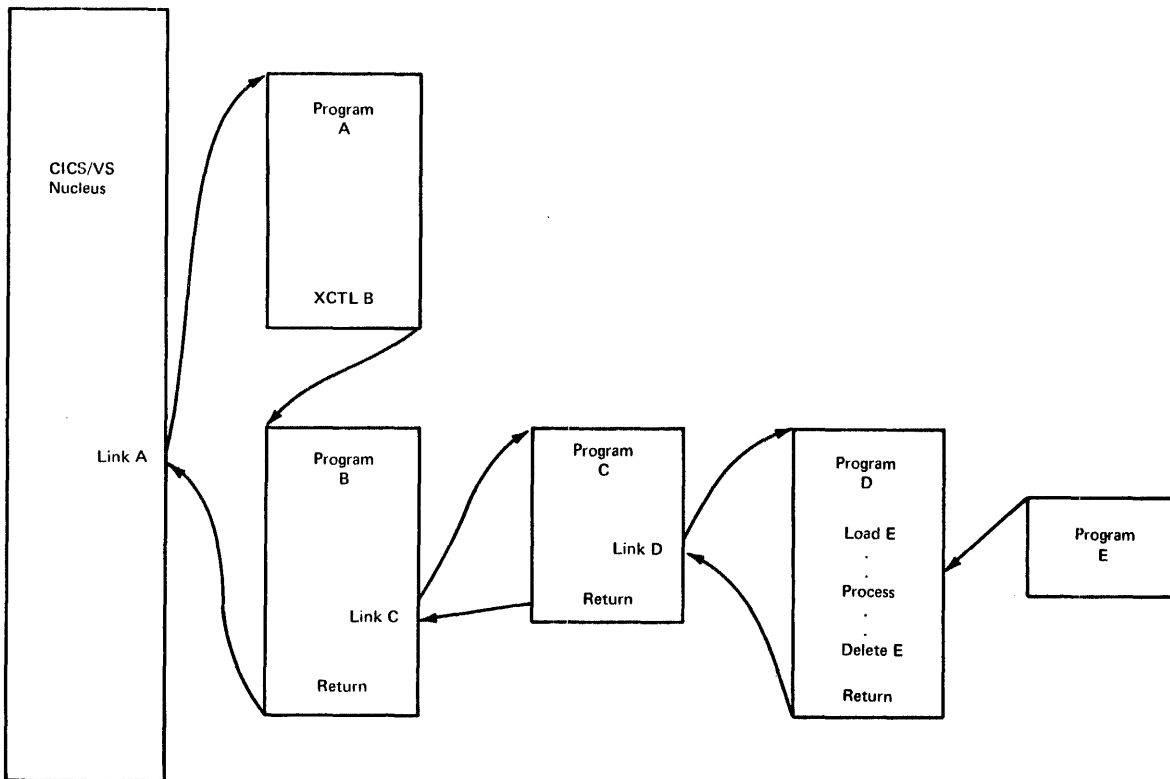 CICS/VS
Nucleus
Link A
Program
A
XCTL B
Program
B
Link C
Return
Program
C
Link D
Return
Program
D
Load E
.
.
Process
.
.
Delete E
Return
Program
E